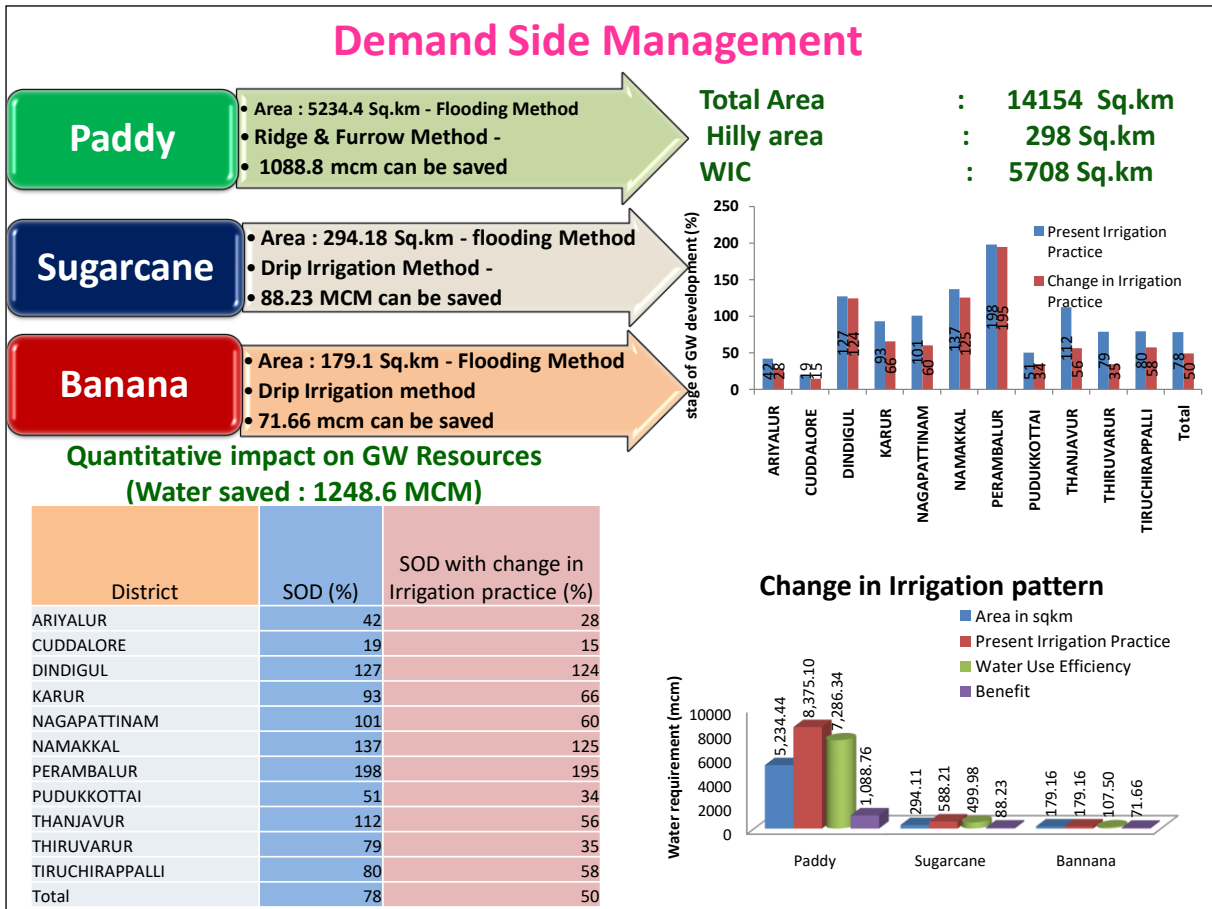 Demand Side Management
Paddy
• Area : 5234.4 Sq.km - Flooding Method
• Ridge & Furrow Method -
• 1088.8 mcm can be saved
Sugarcane
• Area : 294.18 Sq.km - flooding Method
• Drip Irrigation Method -
• 88.23 MCM can be saved
Banana
• Area : 179.1 Sq.km - Flooding Method
• Drip Irrigation method
• 71.66 mcm can be saved
Total Area : 14154 Sq.km
Hilly area : 298 Sq.km
WIC : 5708 Sq.km
stage of GW development (%)
250
200
150
100
50
0
Present Irrigation
Practice
Change in Irrigation
Practice
42 28
19 15
127 124
93 66
101 60
137 125
198 195
51 34
112 56
79 35
80 58
78 50
ARIYALUR
CUDDALORE
DINDIGUL
KARUR
NAGAPATTINAM
NAMAKKAL
PERAMBALUR
PUDUKKOTTAI
THANJAVUR
THIRUVARUR
TIRUCHIRAPPALLI
Total
Quantitative impact on GW Resources
(Water saved : 1248.6 MCM)
District SOD (%) SOD with change in
Irrigation practice (%)
ARIYALUR 42 28
CUDDALORE 19 15
DINDIGUL 127 124
KARUR 93 66
NAGAPATTINAM 101 60
NAMAKKAL 137 125
PERAMBALUR 198 195
PUDUKKOTTAI 51 34
THANJAVUR 112 56
THIRUVARUR 79 35
TIRUCHIRAPPALLI 80 58
Total 78 50
Change in Irrigation pattern
Area in sqkm
Present Irrigation Practice
Water Use Efficiency
Benefit
Water requirement (mcm)
10000
8000
6000
4000
2000
0
5,234.44 8,375.10 7,286.34 1,088.76
294.11 588.21 499.98 88.23
179.16 179.16 107.50 71.66
Paddy Sugarcane Bannana